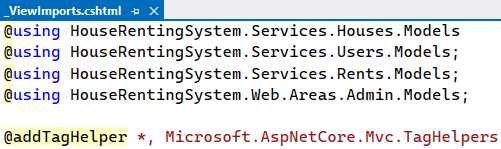 _ViewImports.cshtml
@using HouseRentingSystem.Services.Houses.Models
@using HouseRentingSystem.Services.Users.Models;
@using HouseRentingSystem.Services.Rents.Models;
@using HouseRentingSystem.Web.Areas.Admin.Models;
@addTagHelper *, Microsoft.AspNetCore.Mvc.TagHelpers